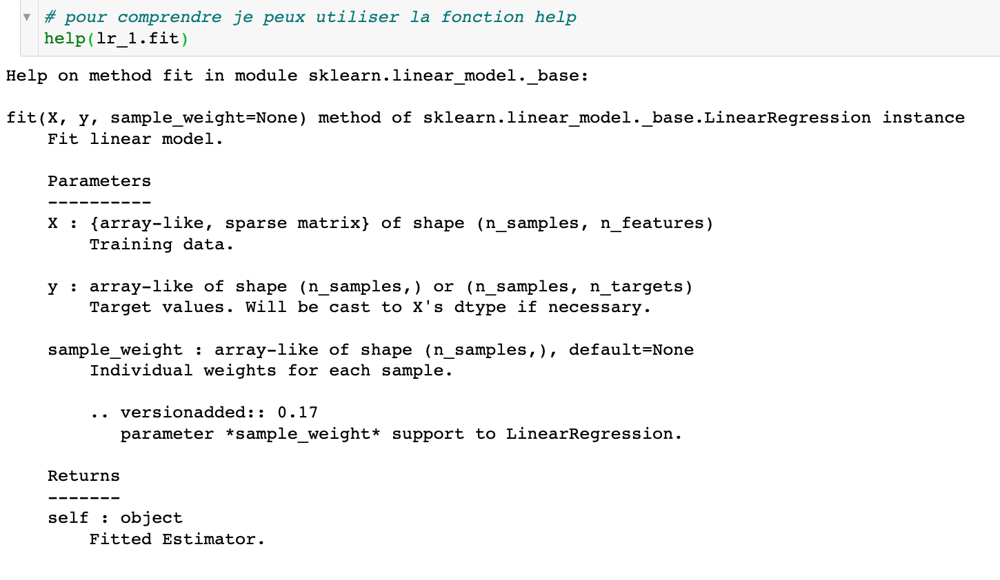 # pour comprendre je peux utiliser la fonction help
help(lr_1.fit)
Help on method fit in module sklearn.linear_model._base:
fit(X, y, sample_weight=None) method of sklearn.linear_model._base.LinearRegression instance
Fit linear model.
Parameters
----------
X : {array-like, sparse matrix} of shape (n_samples, n_features)
Training data.
y : array-like of shape (n_samples,) or (n_samples, n_targets)
Target values. Will be cast to X's dtype if necessary.
sample_weight : array-like of shape (n_samples,), default=None
Individual weights for each sample.
.. versionadded:: 0.17
parameter *sample_weight* support to LinearRegression.
Returns
-------
self : object
Fitted Estimator.